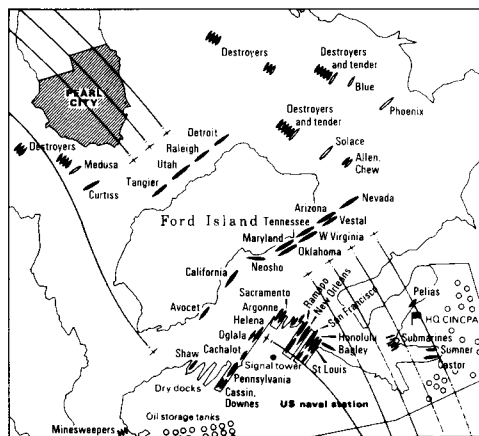 Destroyers
Destroyers
and tender
Blue
Phoenix
PEARL
CITY
Destroyers
and tender
Detroit
Raleigh
Utah
Tangier
Solace
Allen,
Chew
Destroyers
Medusa
Curtiss
Nevada
Arizona
Vestal
Tennessee
W Virginia
Maryland
Oklahoma
Ford Island
Neosho
California
Avocet
Sacramento
Argonne
Helena
Oglala
Cachalot
Shaw
Ramapo
New Orleans
San Francisco
Honolulu
Bagley
St Louis
Signal tower
Pennsylvania
Cassin,
Downes
Dry docks
Pelias
HQ CINCPAC
Submarines
Sumner
Castor
US naval station
Oil storage tanks
Minesweepers